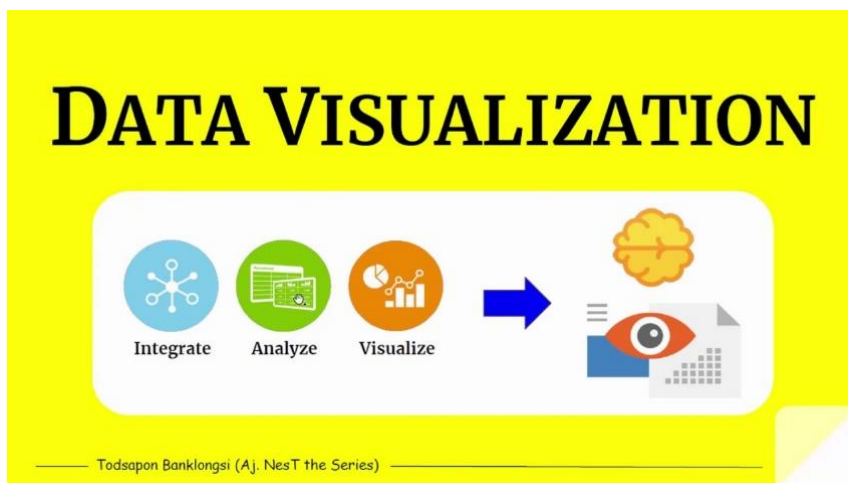 DATA VISUALIZATION
Integrate Analyze Visualize
Todsapon Banklongsi (Aj. NesT the Series)